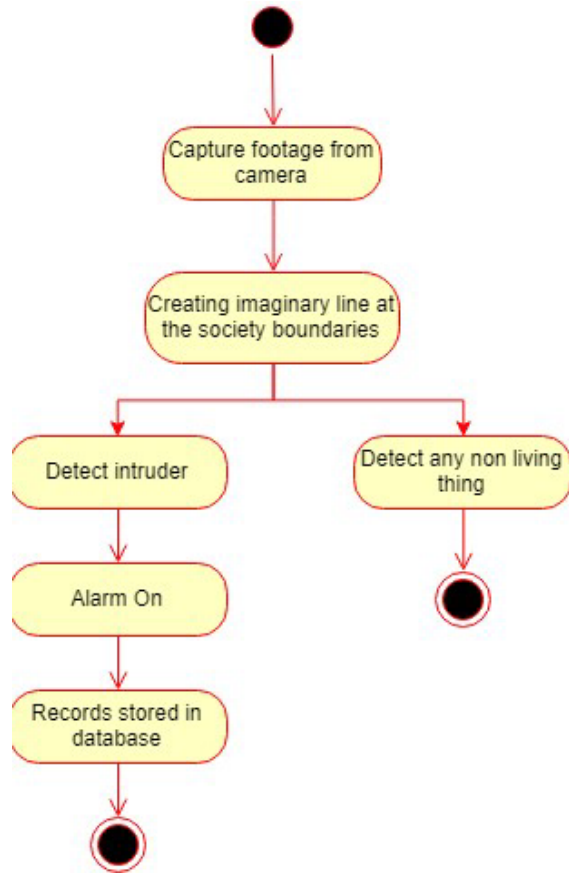 Capture footage from
camera
Creating imaginary line at
the society boundaries
Detect intruder
Detect any non living
thing
Alarm On
Records stored in
database